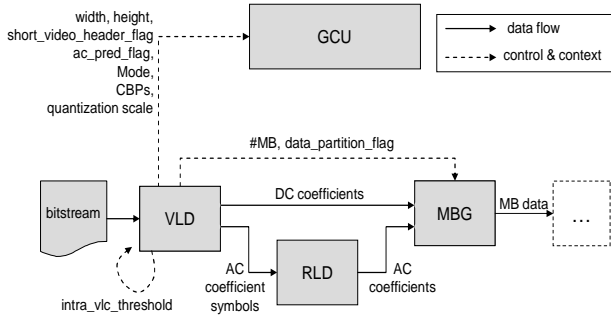 width, height,
short_video_header_flag
ac_pred_flag,
Mode,
CBPs,
quantization scale
GCU
data flow
control & context
#MB, data_partition_flag
bitstream
VLD
DC coefficients
MBG
MB data
...
RLD
AC
coefficient
symbols
AC
coefficients
intra_vlc_threshold